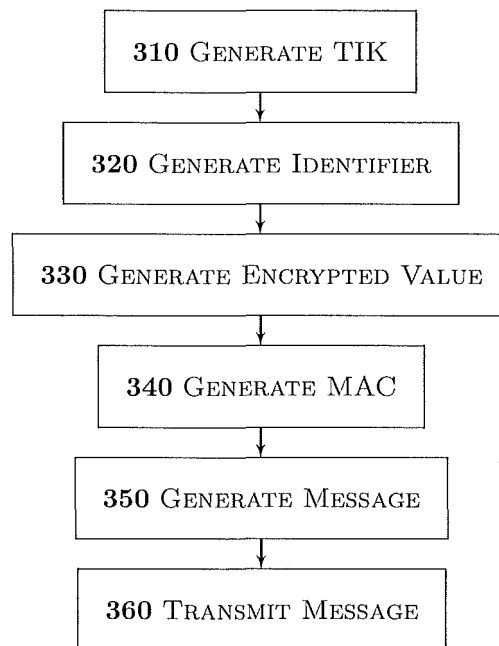 310 Generate TIK
320 Generate Identifier
330 Generate Encrypted Value
340 Generate MAC
350 Generate Message
360 Transmit Message